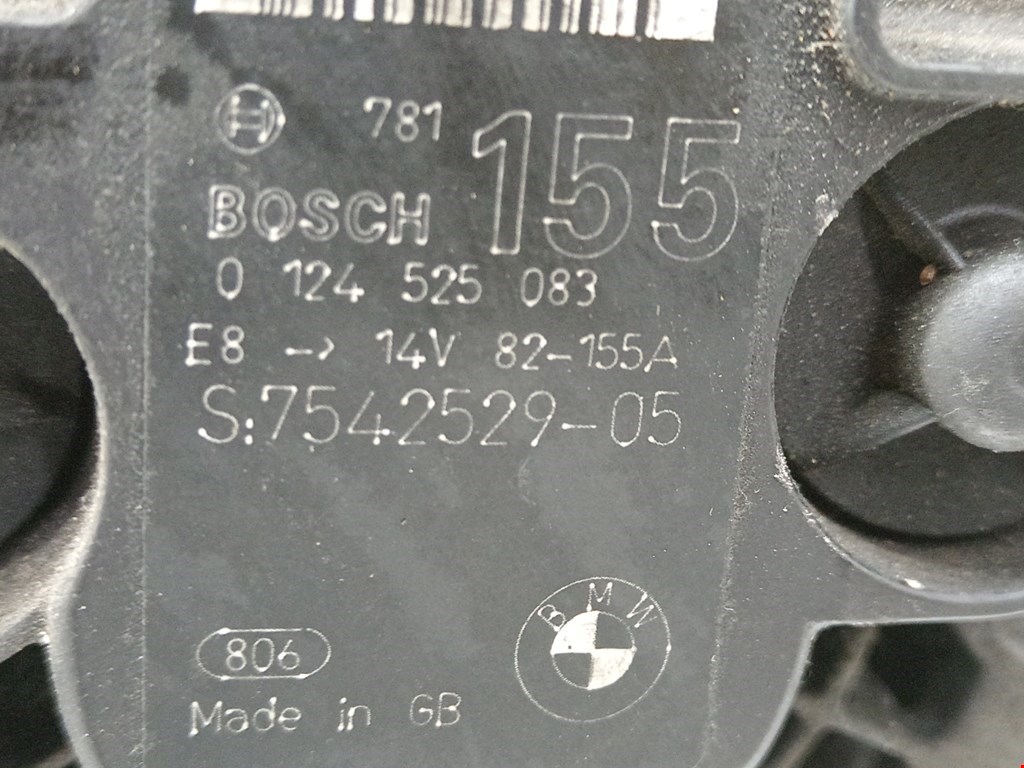 781
155
BOSCH
0 124 525 083
E8 -> 14V 82-155A
S:7542529-05
BMW
806
Made in GB